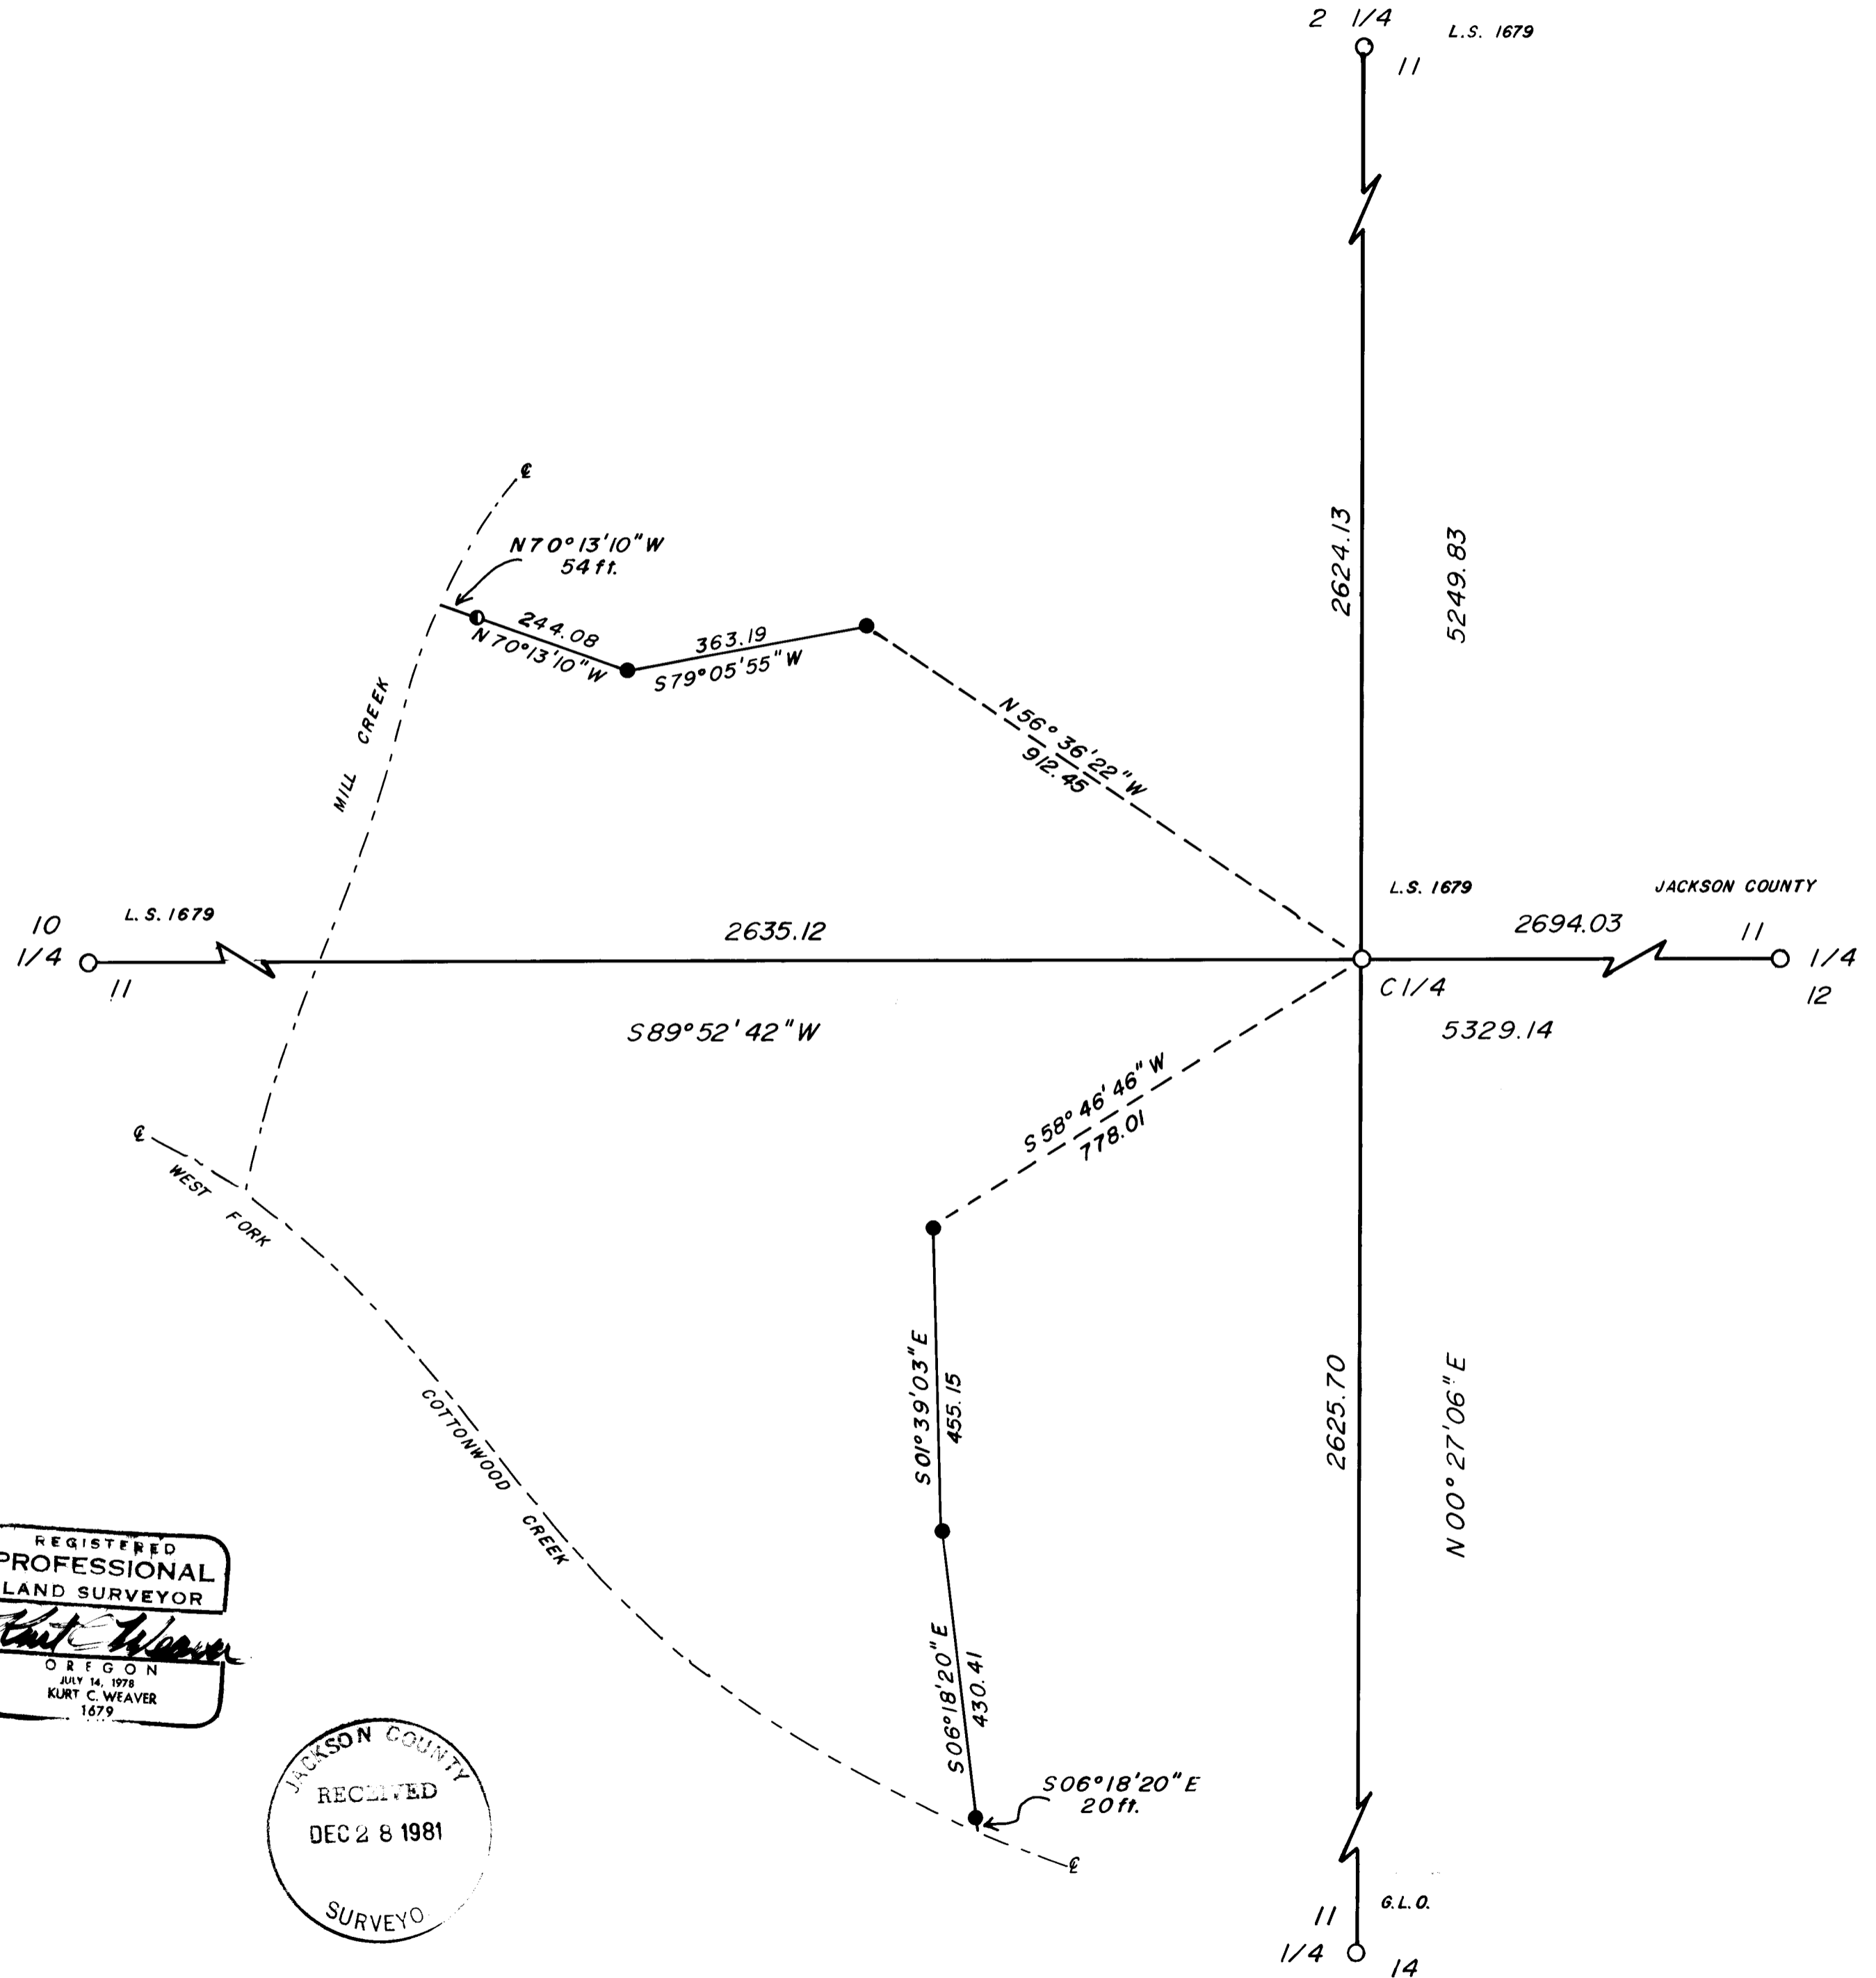 2 1/4
L.S. 1679
11
℄
N70°13'10"W
54 ft.
244.08
N70°13'10"W
363.19
S79°05'55"W
2624.13
5249.83
MILL CREEK
N56°36'22"W
912.45
10
L.S. 1679
1/4
11
2635.12
S89°52'42"W
L.S. 1679
JACKSON COUNTY
2694.03
11
1/4
C 1/4
12
5329.14
℄
WEST FORK
COTTONWOOD CREEK
S58°46'46"W
778.01
S01°39'03"E
455.15
2625.70
N00°27'06"E
S06°18'20"E
430.41
S06°18'20"E
20 ft.
℄
REGISTERED
PROFESSIONAL
LAND SURVEYOR
Kurt C Weaver
OREGON
JULY 14, 1978
KURT C. WEAVER
1679
JACKSON COUNTY
RECEIVED
DEC 28 1981
SURVEYO
G.L.O.
11
1/4
14